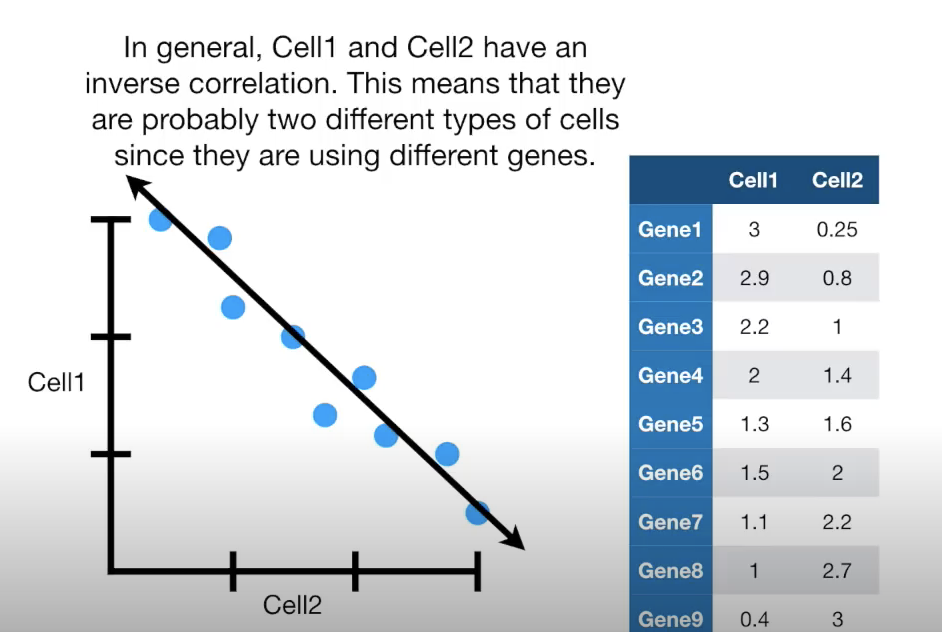 In general, Cell1 and Cell2 have an
inverse correlation. This means that they
are probably two different types of cells
since they are using different genes.
Cell1
Cell2
Cell1 Cell2
Gene1 3 0.25
Gene2 2.9 0.8
Gene3 2.2 1
Gene4 2 1.4
Gene5 1.3 1.6
Gene6 1.5 2
Gene7 1.1 2.2
Gene8 1 2.7
Gene9 0.4 3